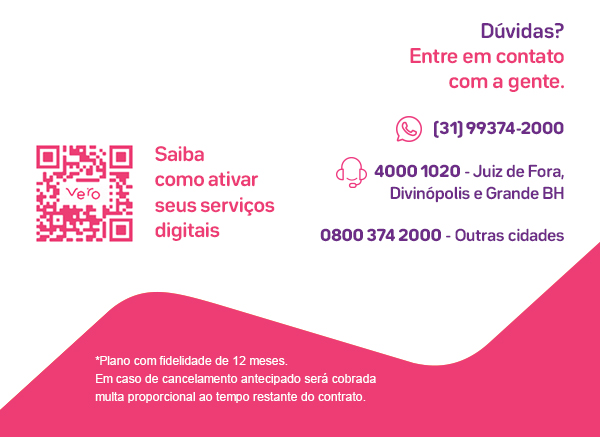 Dúvidas?
Entre em contato
com a gente.
(31) 99374-2000
4000 1020 - Juiz de Fora,
Divinópolis e Grande BH
0800 374 2000 - Outras cidades
vero
Saiba
como ativar
seus serviços
digitais
*Plano com fidelidade de 12 meses.
Em caso de cancelamento antecipado será cobrada
multa proporcional ao tempo restante do contrato.